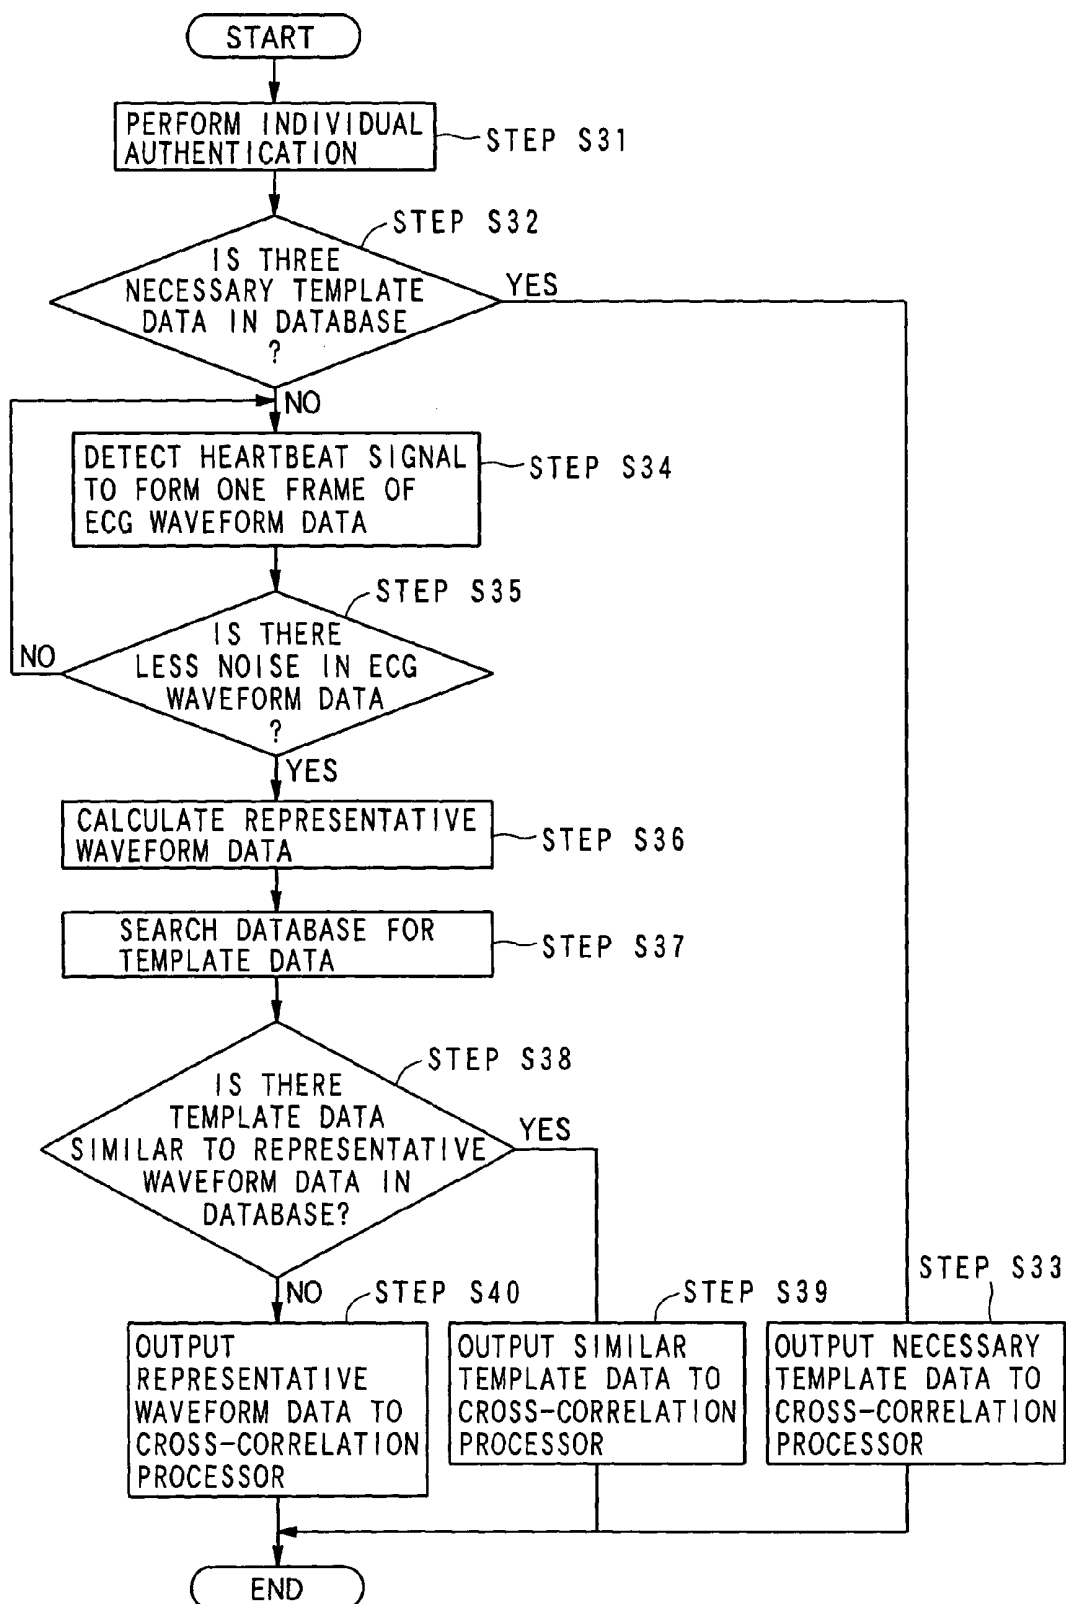 START
PERFORM INDIVIDUAL
AUTHENTICATION
STEP S31
STEP S32
IS THREE
NECESSARY TEMPLATE
DATA IN DATABASE
?
YES
NO
DETECT HEARTBEAT SIGNAL
TO FORM ONE FRAME OF
ECG WAVEFORM DATA
STEP S34
STEP S35
IS THERE
LESS NOISE IN ECG
WAVEFORM DATA
?
NO
YES
CALCULATE REPRESENTATIVE
WAVEFORM DATA
STEP S36
SEARCH DATABASE FOR
TEMPLATE DATA
STEP S37
STEP S38
IS THERE
TEMPLATE DATA
SIMILAR TO REPRESENTATIVE
WAVEFORM DATA IN
DATABASE?
YES
NO
STEP S40
OUTPUT
REPRESENTATIVE
WAVEFORM DATA TO
CROSS-CORRELATION
PROCESSOR
STEP S39
OUTPUT SIMILAR
TEMPLATE DATA TO
CROSS-CORRELATION
PROCESSOR
STEP S33
OUTPUT NECESSARY
TEMPLATE DATA TO
CROSS-CORRELATION
PROCESSOR
END